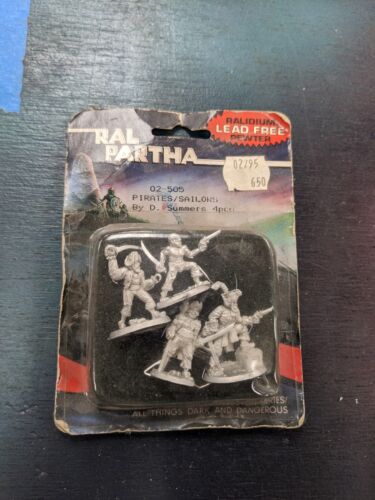 RAL
PARTHA
RALIDIUM
LEAD FREE
PEWTER
02/95
650
02-505
PIRATES/SAILORS
By D. Summers 4pcs
ALL THINGS DARK AND DANGEROUS